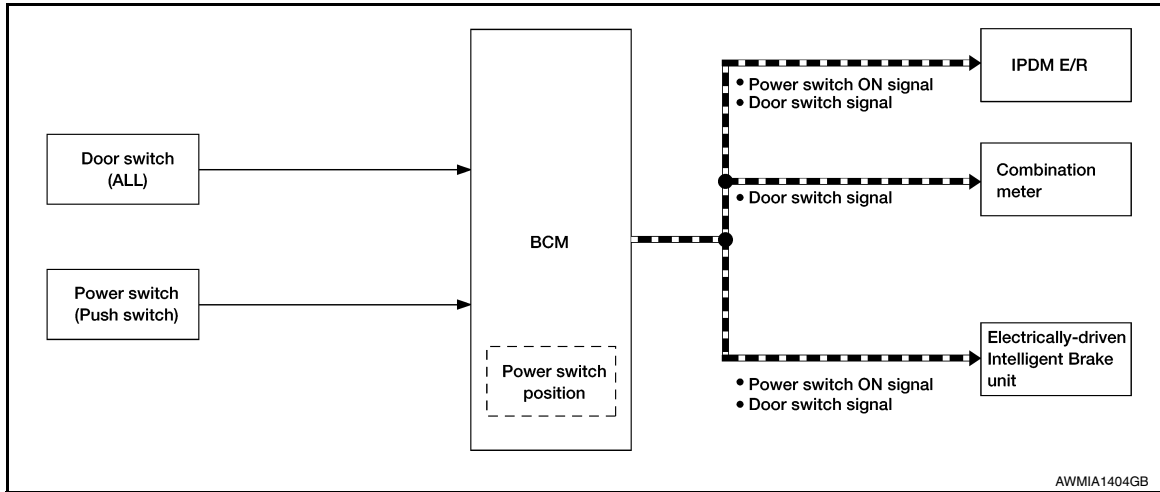 Door switch
(ALL)
Power switch
(Push switch)
BCM
Power switch
position
• Power switch ON signal
• Door switch signal
IPDM E/R
• Door switch signal
Combination
meter
• Power switch ON signal
• Door switch signal
Electrically-driven
Intelligent Brake
unit
AWMIA1404GB